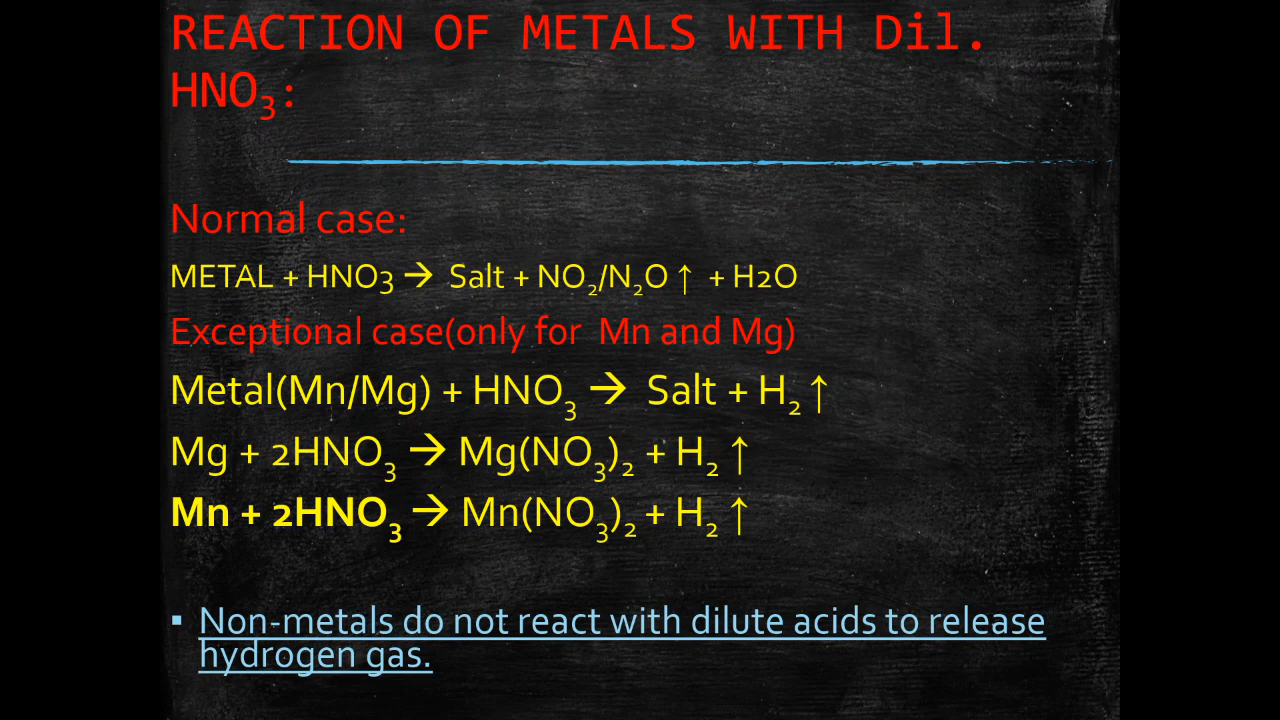 REACTION OF METALS WITH Dil.
HNO₃:
Normal case:
METAL + HNO3 → Salt + NO₂/N₂O ↑ + H2O
Exceptional case(only for Mn and Mg)
Metal(Mn/Mg) + HNO₃ → Salt + H₂ ↑
Mg + 2HNO₃ → Mg(NO₃)₂ + H₂ ↑
Mn + 2HNO₃ → Mn(NO₃)₂ + H₂ ↑
▪ Non-metals do not react with dilute acids to release
hydrogen gas.